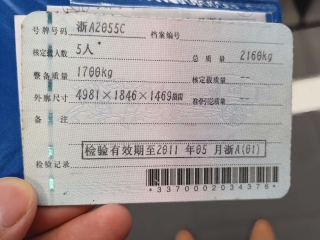 号牌号码 浙A2055C 档案编号
核定载人数 5人* 总质量 2160kg
整备质量 1700kg 核定载质量 --
外廓尺寸 4981×1846×1469 准牵引总质量 --
备注
检验有效期至2011年05月浙A(01)
检验记录
*3370002034378*